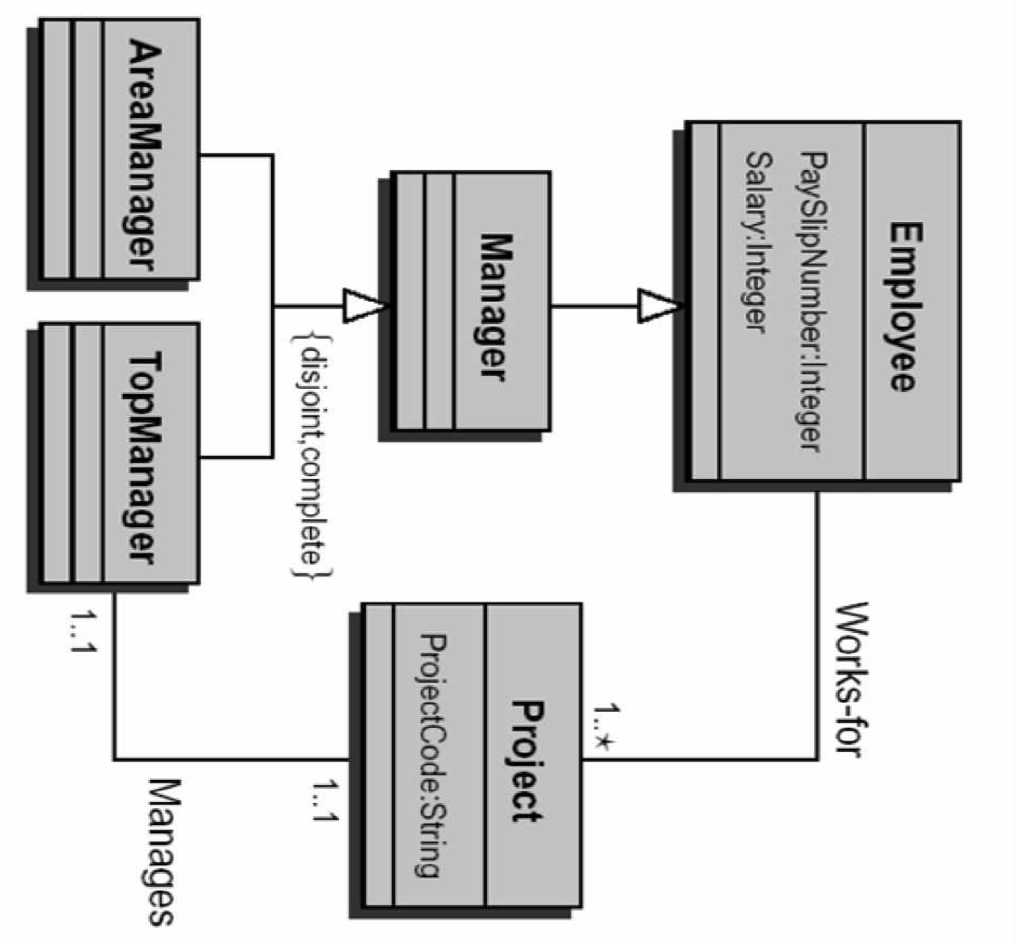 Employee
PaySlipNumber:Integer
Salary:Integer
Works-for
1..*
Manager
Project
ProjectCode:String
{disjoint,complete}
1..1
AreaManager
TopManager
1..1
Manages